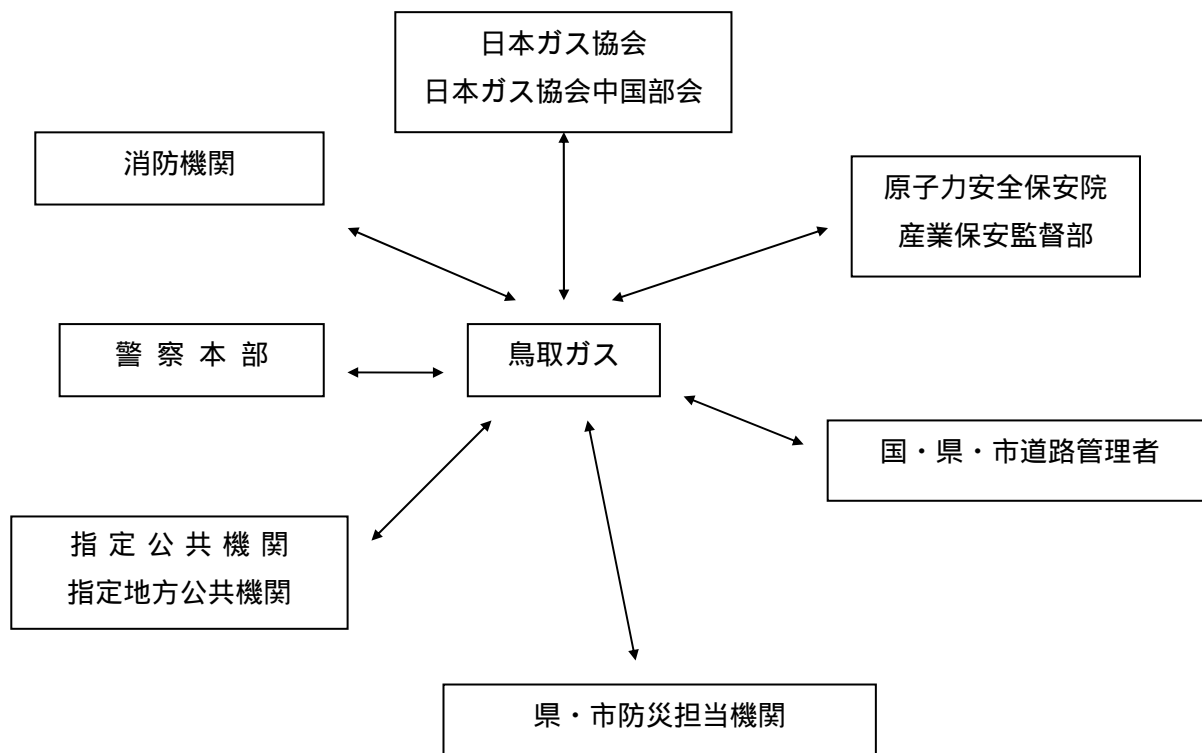 日本ガス協会
日本ガス協会中国部会
消防機関
原子力安全保安院
産業保安監督部
警 察 本 部
鳥取ガス
国・県・市道路管理者
指 定 公 共 機 関
指定地方公共機関
県・市防災担当機関